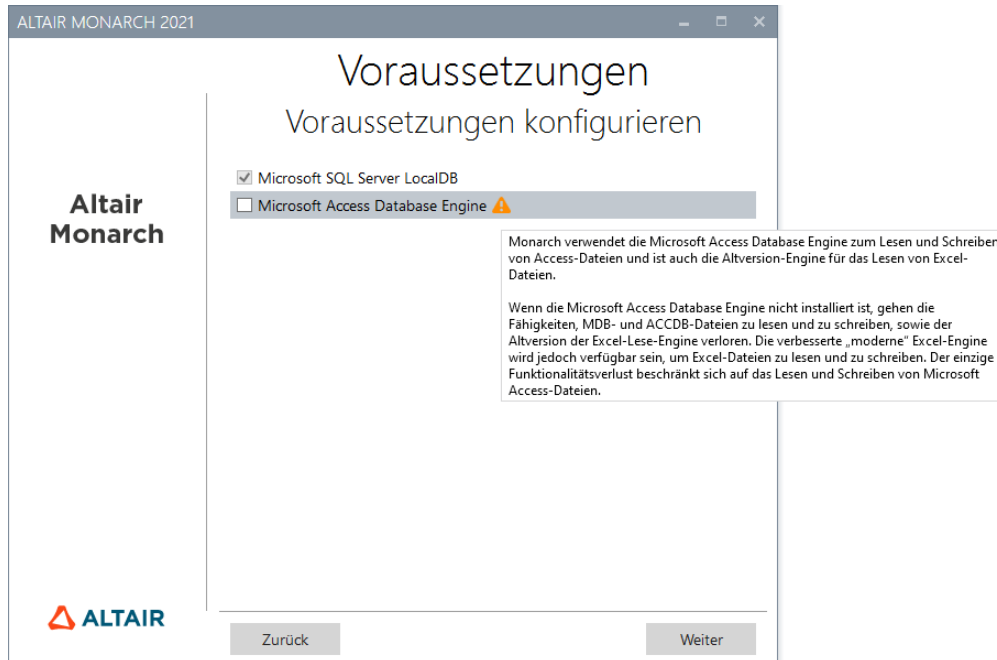 ALTAIR MONARCH 2021
Voraussetzungen
Voraussetzungen konfigurieren
Altair
Monarch
Microsoft SQL Server LocalDB
Microsoft Access Database Engine
Monarch verwendet die Microsoft Access Database Engine zum Lesen und Schreiben
von Access-Dateien und ist auch die Altversion-Engine für das Lesen von Excel-
Dateien.
Wenn die Microsoft Access Database Engine nicht installiert ist, gehen die
Fähigkeiten, MDB- und ACCDB-Dateien zu lesen und zu schreiben, sowie der
Altversion der Excel-Lese-Engine verloren. Die verbesserte „moderne" Excel-Engine
wird jedoch verfügbar sein, um Excel-Dateien zu lesen und zu schreiben. Der einzige
Funktionalitätsverlust beschränkt sich auf das Lesen und Schreiben von Microsoft
Access-Dateien.
ALTAIR
Zurück
Weiter